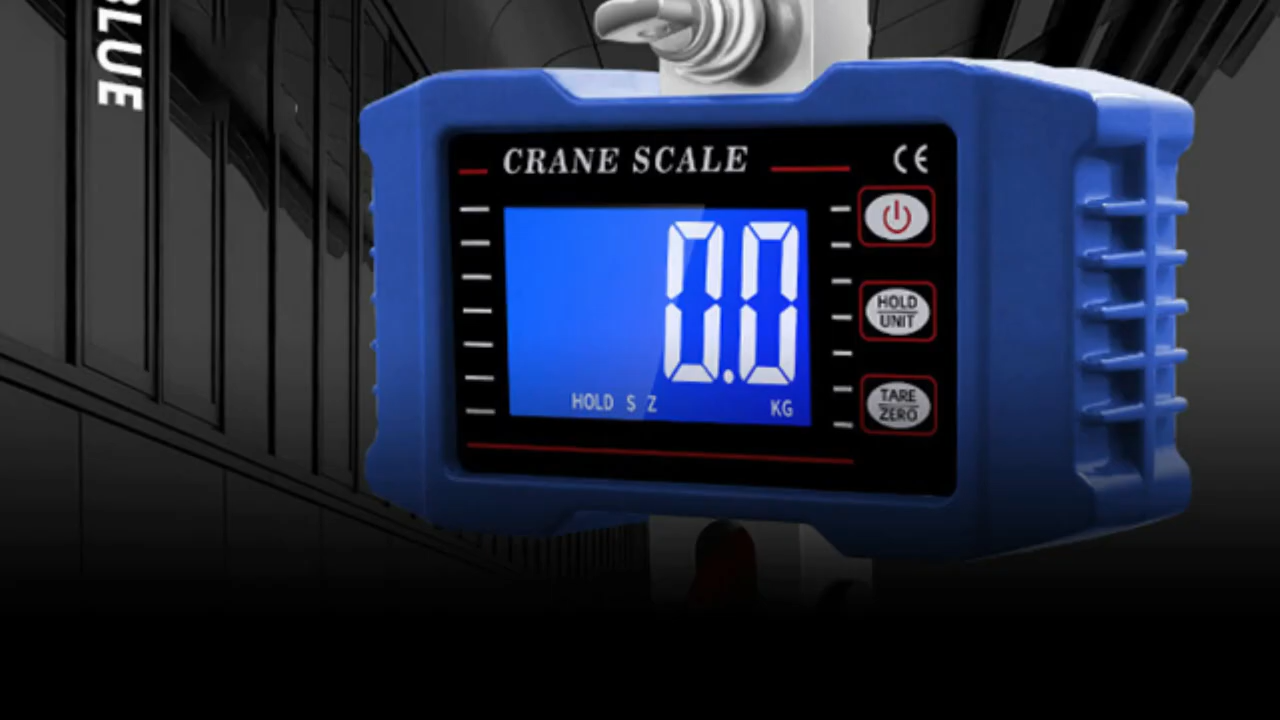 BLUE
CRANE SCALE
CE
0.0
HOLD S Z
KG
HOLD
UNIT
TARE
ZERO